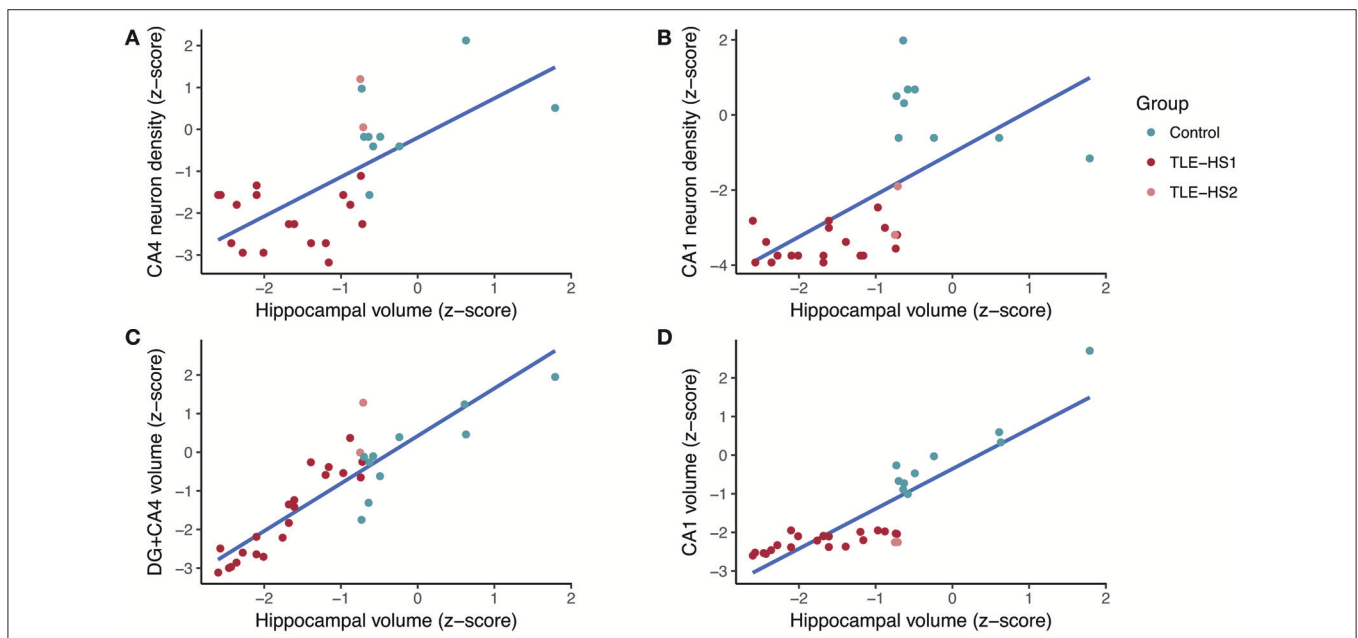 A
CA4 neuron density (z−score)
2
1
0
−1
−2
−3
−2
−1
0
1
2
Hippocampal volume (z−score)
B
CA1 neuron density (z−score)
2
0
−2
−4
−2
−1
0
1
2
Hippocampal volume (z−score)
Group
Control
TLE−HS1
TLE−HS2
C
DG+CA4 volume (z−score)
2
1
0
−1
−2
−3
−2
−1
0
1
2
Hippocampal volume (z−score)
D
CA1 volume (z−score)
2
1
0
−1
−2
−3
−2
−1
0
1
2
Hippocampal volume (z−score)